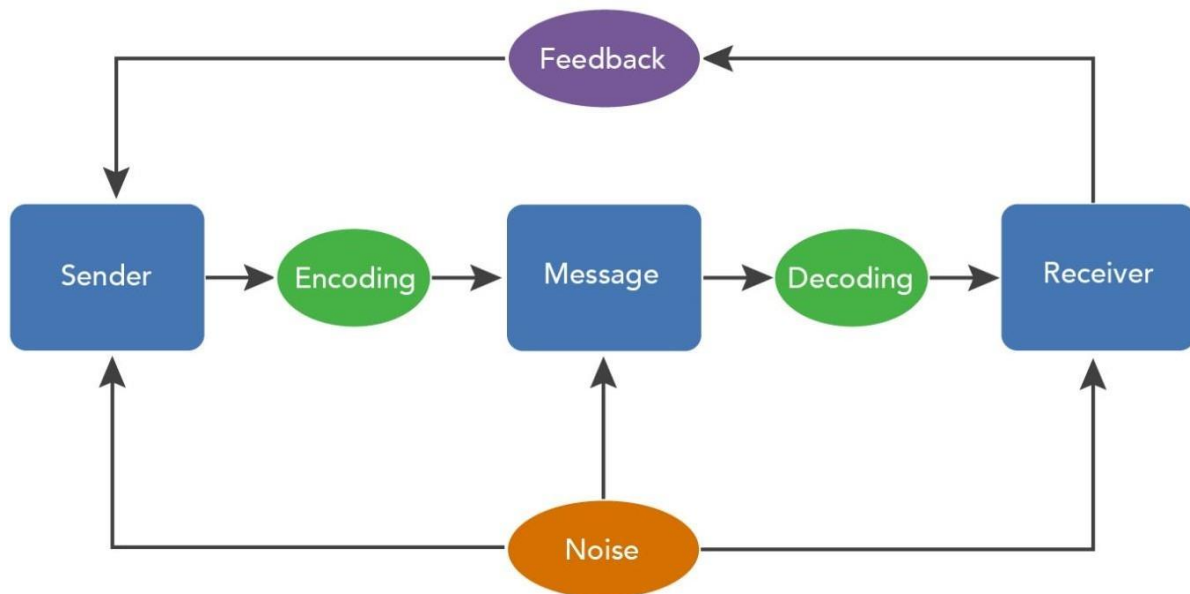 Feedback
Sender
Encoding
Message
Decoding
Receiver
Noise